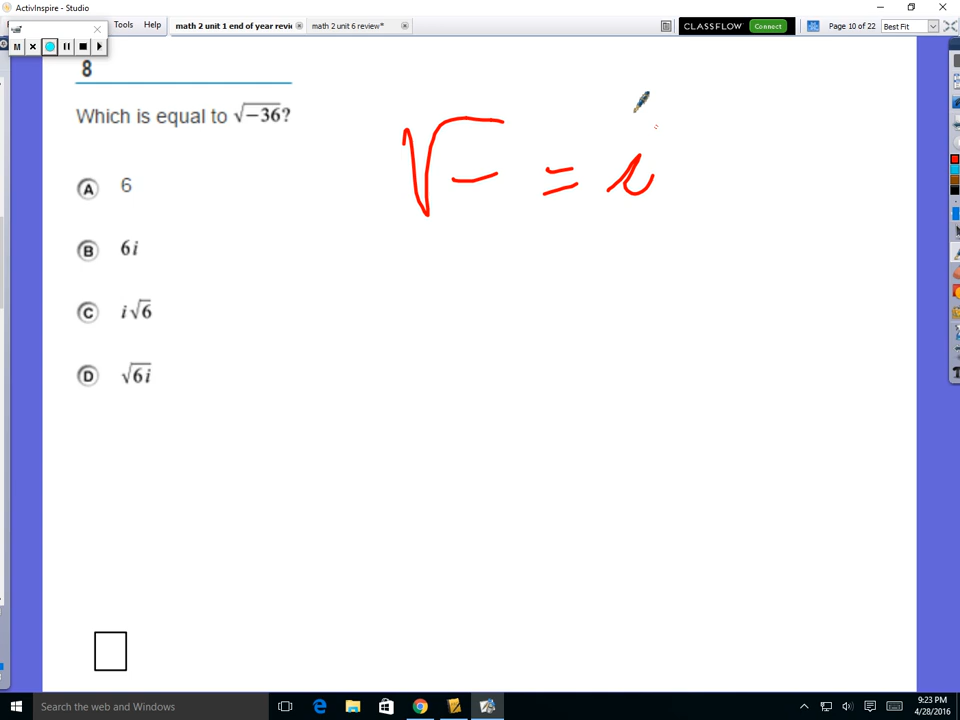 ActivInspire - Studio
Tools Help math 2 unit 1 end of year revie math 2 unit 6 review* CLASSFLOW Connect Page 10 of 22 Best Fit
M
8
Which is equal to √−36?
A 6
B 6i
C i√6
D √6i
√− = i
Search the web and Windows
9:23 PM
4/28/2016